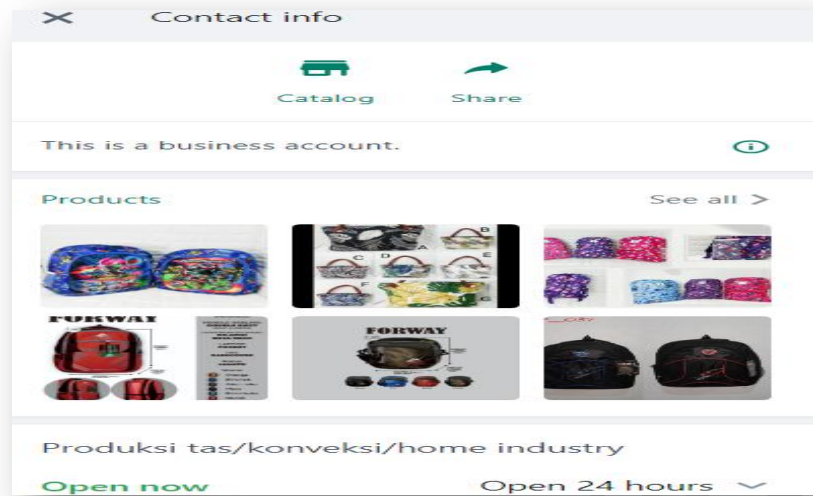 Contact info
Catalog
Share
This is a business account.
Products
See all >
A
B
C
D
E
F
G
FORWAY
FORWAY
Produksi tas/konveksi/home industry
Open now
Open 24 hours